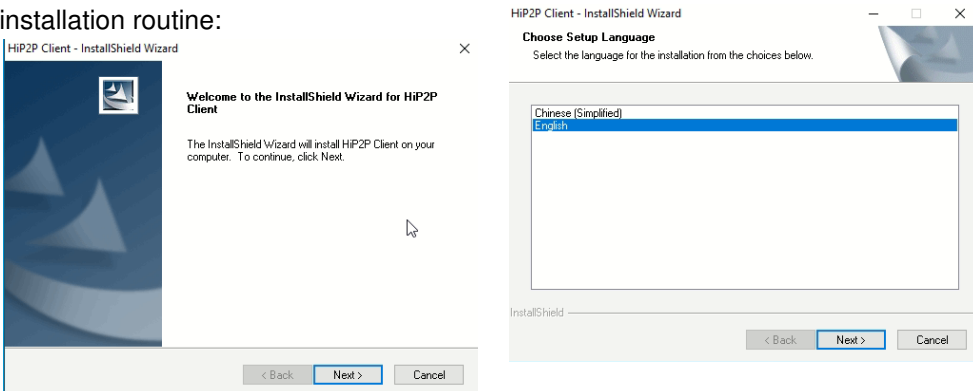 installation routine:
HiP2P Client - InstallShield Wizard
Welcome to the InstallShield Wizard for HiP2P
Client
The InstallShield Wizard will install HiP2P Client on your
computer. To continue, click Next.
< Back
Next >
Cancel
HiP2P Client - InstallShield Wizard
Choose Setup Language
Select the language for the installation from the choices below.
Chinese (Simplified)
English
InstallShield
< Back
Next >
Cancel